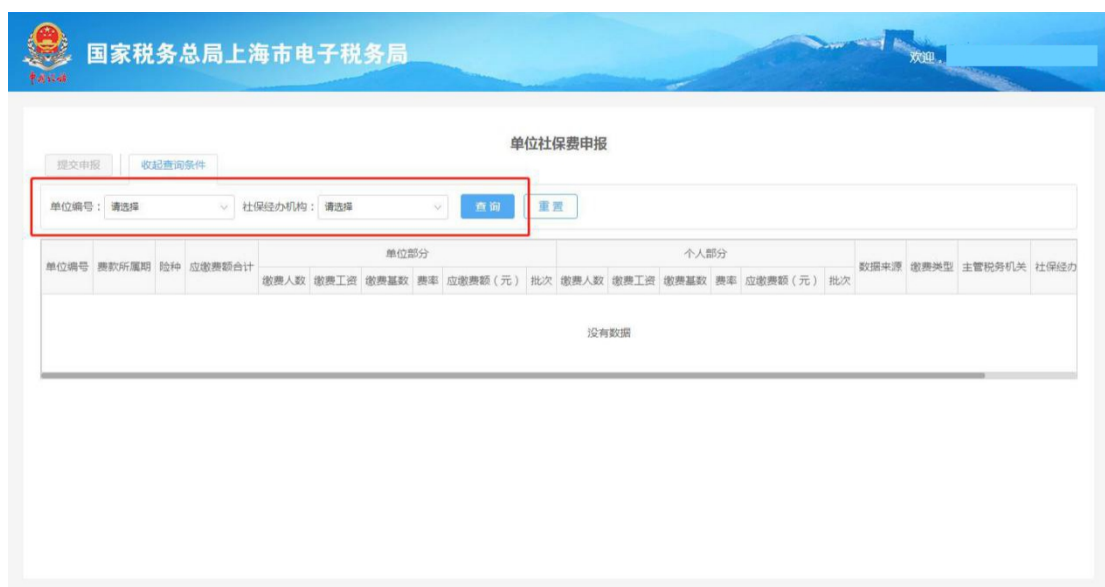 国家税务总局上海市电子税务局
欢迎，
单位社保费申报
提交申报 收起查询条件
单位编号： 请选择 社保经办机构： 请选择 查询 重置
单位编号 费款所属期 险种 应缴费额合计 单位部分 个人部分 数据来源 缴费类型 主管税务机关 社保经办
缴费人数 缴费工资 缴费基数 费率 应缴费额（元） 批次 缴费人数 缴费工资 缴费基数 费率 应缴费额（元） 批次
没有数据